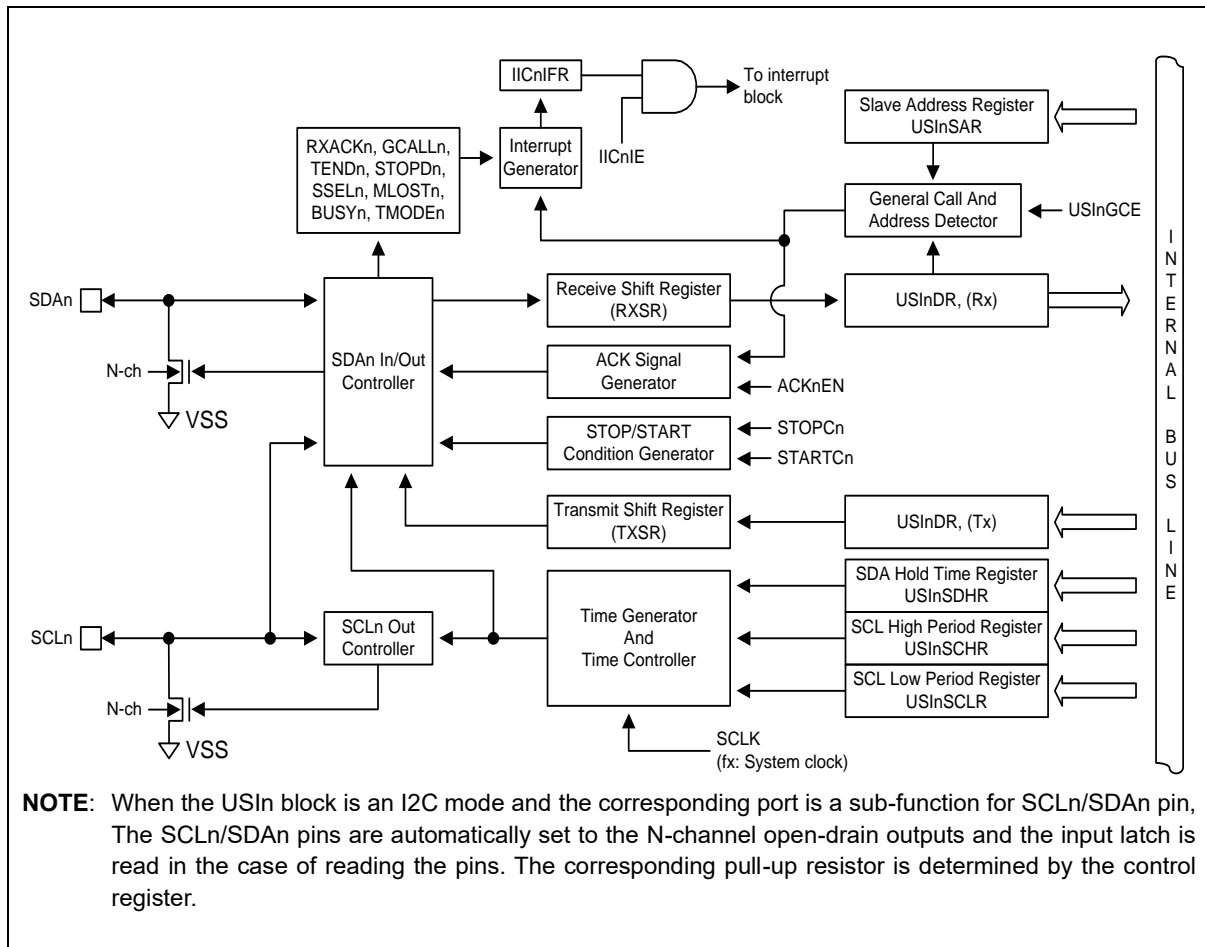 IICnIFR
To interrupt
block
IICnIE
Slave Address Register
USInSAR
RXACKn, GCALLn,
TENDn, STOPDn,
SSELn, MLOSTn,
BUSYn, TMODEn
Interrupt
Generator
General Call And
Address Detector
USInGCE
SDAn
Receive Shift Register
(RXSR)
USInDR, (Rx)
N-ch
VSS
SDAn In/Out
Controller
ACK Signal
Generator
ACKnEN
STOP/START
Condition Generator
STOPCn
STARTCn
Transmit Shift Register
(TXSR)
USInDR, (Tx)
SDA Hold Time Register
USInSDHR
SCLn
SCLn Out
Controller
Time Generator
And
Time Controller
SCL High Period Register
USInSCHR
SCL Low Period Register
USInSCLR
N-ch
VSS
SCLK
(fx: System clock)
INTERNAL BUS LINE
NOTE: When the USIn block is an I2C mode and the corresponding port is a sub-function for SCLn/SDAn pin,
The SCLn/SDAn pins are automatically set to the N-channel open-drain outputs and the input latch is
read in the case of reading the pins. The corresponding pull-up resistor is determined by the control
register.